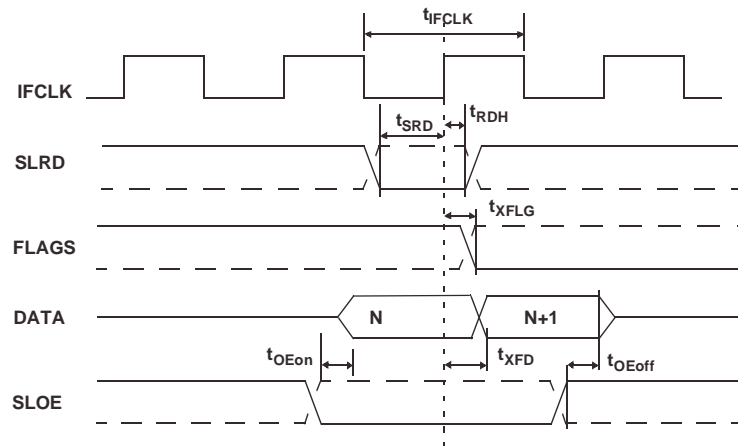 tIFCLK
IFCLK
tSRD
tRDH
SLRD
tXFLG
FLAGS
DATA
N
N+1
tOEon
tXFD
tOEoff
SLOE